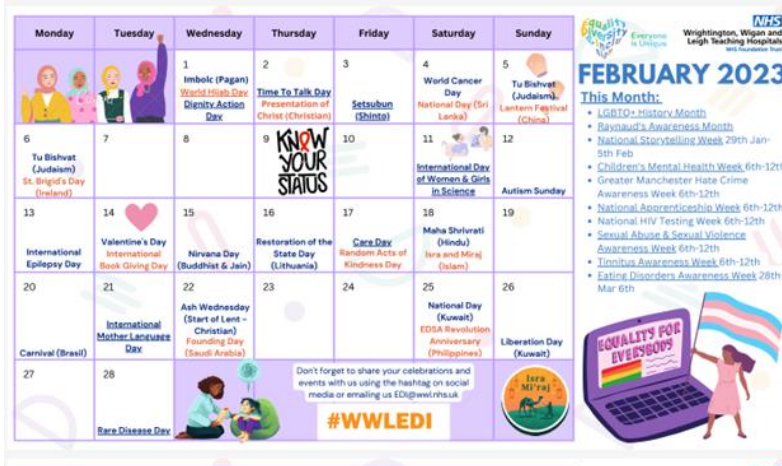 Monday
Tuesday
Wednesday
Thursday
Friday
Saturday
Sunday
1
Imbolc (Pagan)
World Hijab Day
Dignity Action
Day
2
Time To Talk Day
Presentation of
Christ (Christian)
3
Setsubun
(Shinto)
4
World Cancer
Day
National Day (Sri
Lanka)
5
Tu Bishvat
(Judaism)
Lantern Festival
(China)
6
Tu Bishvat
(Judaism)
St. Brigid's Day
(Ireland)
7
8
9
KNOW
YOUR
STATUS
10
11
International Day
of Women & Girls
in Science
12
Autism Sunday
13
International
Epilepsy Day
14
Valentine's Day
International
Book Giving Day
15
Nirvana Day
(Buddhist & Jain)
16
Restoration of the
State Day
(Lithuania)
17
Care Day
Random Acts of
Kindness Day
18
Maha Shrivrati
(Hindu)
Isra and Miraj
(Islam)
19
20
Carnival (Brasil)
21
International
Mother Language
Day
22
Ash Wednesday
(Start of Lent -
Christian)
Founding Day
(Saudi Arabia)
23
24
25
National Day
(Kuwait)
EDSA Revolution
Anniversary
(Philippines)
26
Liberation Day
(Kuwait)
27
28
Rare Disease Day
Don't forget to share your celebrations and
events with us using the hashtag on social
media or emailing us EDI@wwl.nhs.uk
#WWLEDI
Isra
Mi'raj
Equality
Diversity
Inclu
Everyone
is Unique
NHS
Wrightington, Wigan and
Leigh Teaching Hospitals
NHS Foundation Trust
FEBRUARY 2023
This Month:
• LGBTQ+ History Month
• Raynaud's Awareness Month
• National Storytelling Week 29th Jan-
5th Feb
• Children's Mental Health Week 6th-12th
• Greater Manchester Hate Crime
Awareness Week 6th-12th
• National Apprenticeship Week 6th-12th
• National HIV Testing Week 6th-12th
• Sexual Abuse & Sexual Violence
Awareness Week 6th-12th
• Tinnitus Awareness Week 6th-12th
• Eating Disorders Awareness Week 28th
Mar 6th
EQUALITY FOR
EVERYBODY